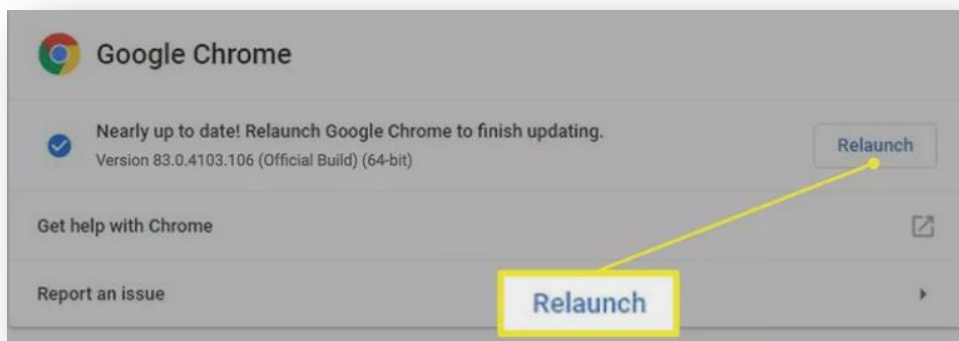 Google Chrome
Nearly up to date! Relaunch Google Chrome to finish updating.
Version 83.0.4103.106 (Official Build) (64-bit)
Relaunch
Get help with Chrome
Report an issue
Relaunch